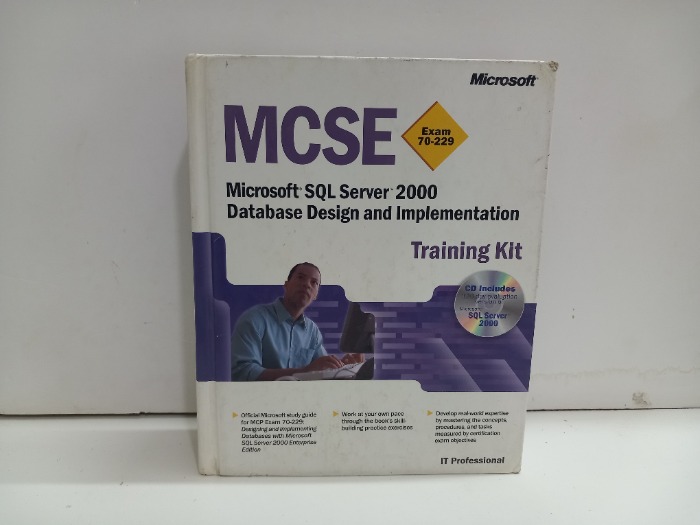 Microsoft®
MCSE
Exam
70-229
Microsoft® SQL Server™ 2000
Database Design and Implementation
Training Kit
CD Includes
SQL Server
2000
Official Microsoft study guide
for MCP Exam 70-229:
Designing and Implementing
Databases with Microsoft
SQL Server 2000 Enterprise
Edition
Work at your own pace
through the book's skill-
building practice exercises
Develop real-world expertise
by mastering the concepts,
procedures, and tasks
measured by certification
exam objectives
IT Professional